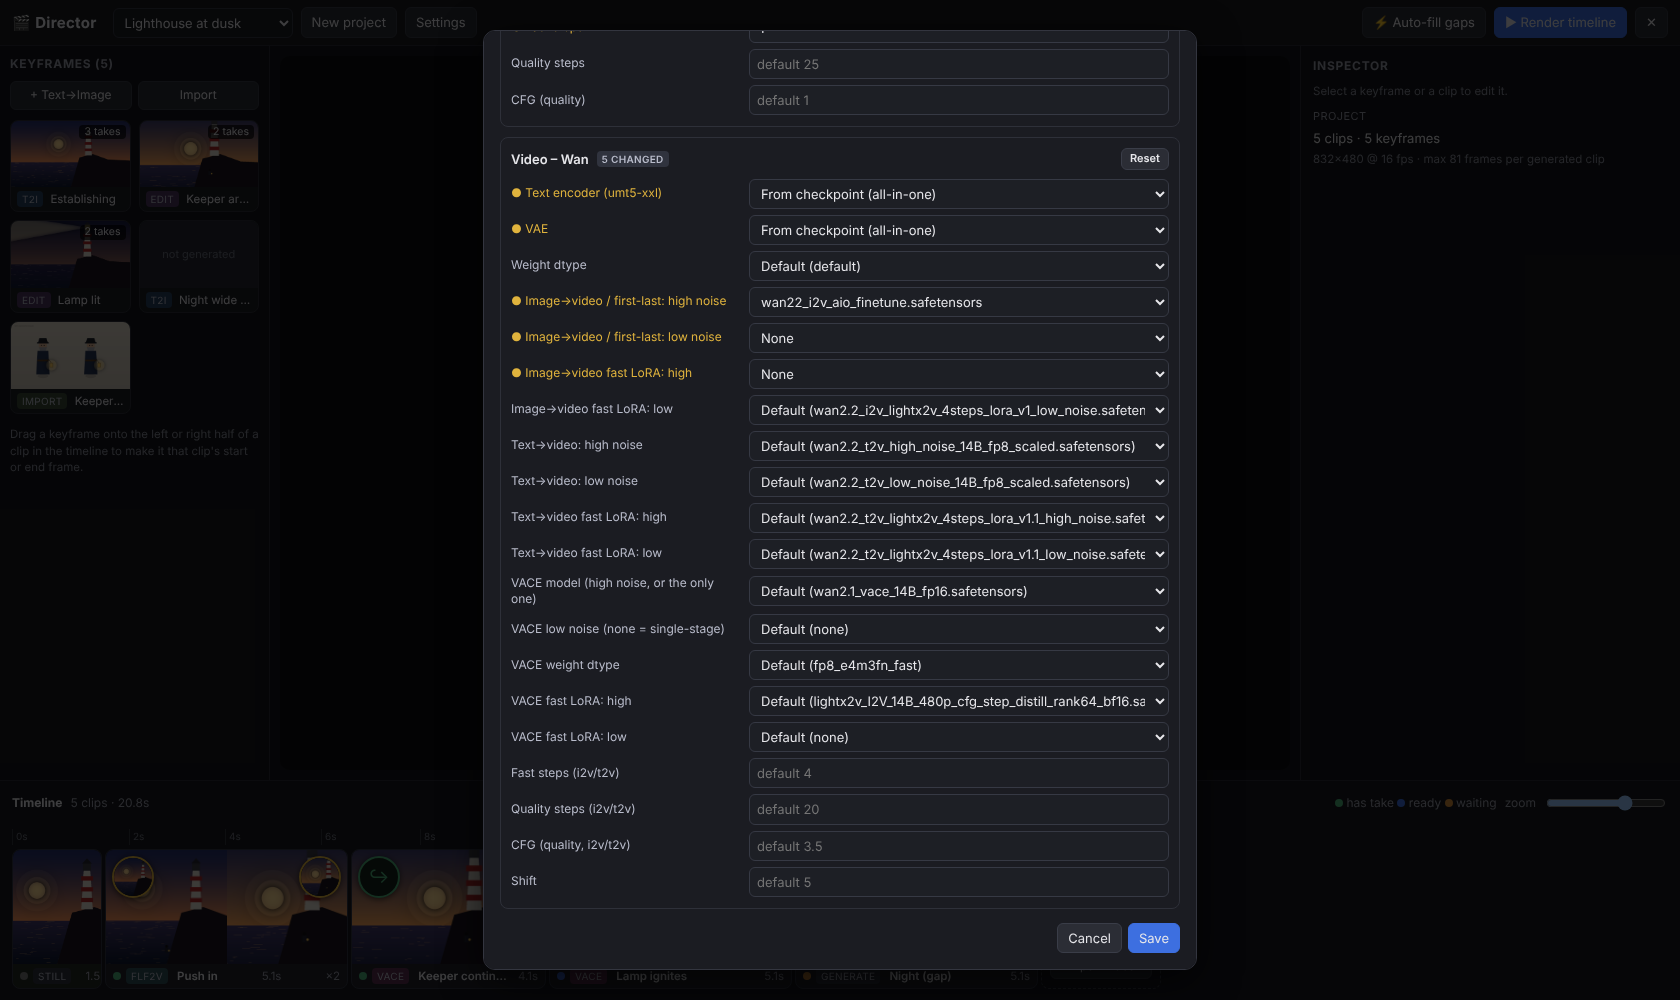 🎬 Director
Lighthouse at dusk
New project
Settings
⚡ Auto-fill gaps
▶ Render timeline
✕
KEYFRAMES (5)
+ Text→Image
Import
3 takes
T2I Establishing
2 takes
EDIT Keeper ar…
2 takes
EDIT Lamp lit
not generated
T2I Night wide …
IMPORT Keeper…
Drag a keyframe onto the left or right half of a
clip in the timeline to make it that clip's start
or end frame.
Quality steps
default 25
CFG (quality)
default 1
Video – Wan
5 CHANGED
Reset
Text encoder (umt5-xxl)
From checkpoint (all-in-one)
VAE
From checkpoint (all-in-one)
Weight dtype
Default (default)
Image→video / first-last: high noise
wan22_i2v_aio_finetune.safetensors
Image→video / first-last: low noise
None
Image→video fast LoRA: high
None
Image→video fast LoRA: low
Default (wan2.2_i2v_lightx2v_4steps_lora_v1_low_noise.safeten
Text→video: high noise
Default (wan2.2_t2v_high_noise_14B_fp8_scaled.safetensors)
Text→video: low noise
Default (wan2.2_t2v_low_noise_14B_fp8_scaled.safetensors)
Text→video fast LoRA: high
Default (wan2.2_t2v_lightx2v_4steps_lora_v1.1_high_noise.safet
Text→video fast LoRA: low
Default (wan2.2_t2v_lightx2v_4steps_lora_v1.1_low_noise.safete
VACE model (high noise, or the only
one)
Default (wan2.1_vace_14B_fp16.safetensors)
VACE low noise (none = single-stage)
Default (none)
VACE weight dtype
Default (fp8_e4m3fn_fast)
VACE fast LoRA: high
Default (lightx2v_I2V_14B_480p_cfg_step_distill_rank64_bf16.sa
VACE fast LoRA: low
Default (none)
Fast steps (i2v/t2v)
default 4
Quality steps (i2v/t2v)
default 20
CFG (quality, i2v/t2v)
default 3.5
Shift
default 5
Cancel
Save
INSPECTOR
Select a keyframe or a clip to edit it.
PROJECT
5 clips · 5 keyframes
832×480 @ 16 fps · max 81 frames per generated clip
Timeline 5 clips · 20.8s
has take ready waiting zoom
0s 2s 4s 6s 8s
STILL 1.5
FLF2V Push in 5.1s ×2
VACE Keeper contin… 4.1s
VACE Lamp ignites 5.1s
GENERATE Night (gap) 5.1s